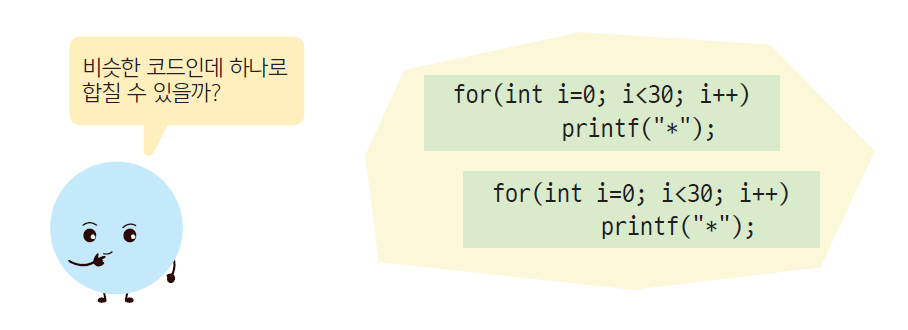 비슷한 코드인데 하나로
합칠 수 있을까?
for(int i=0; i<30; i++)
printf("*");
for(int i=0; i<30; i++)
printf("*");